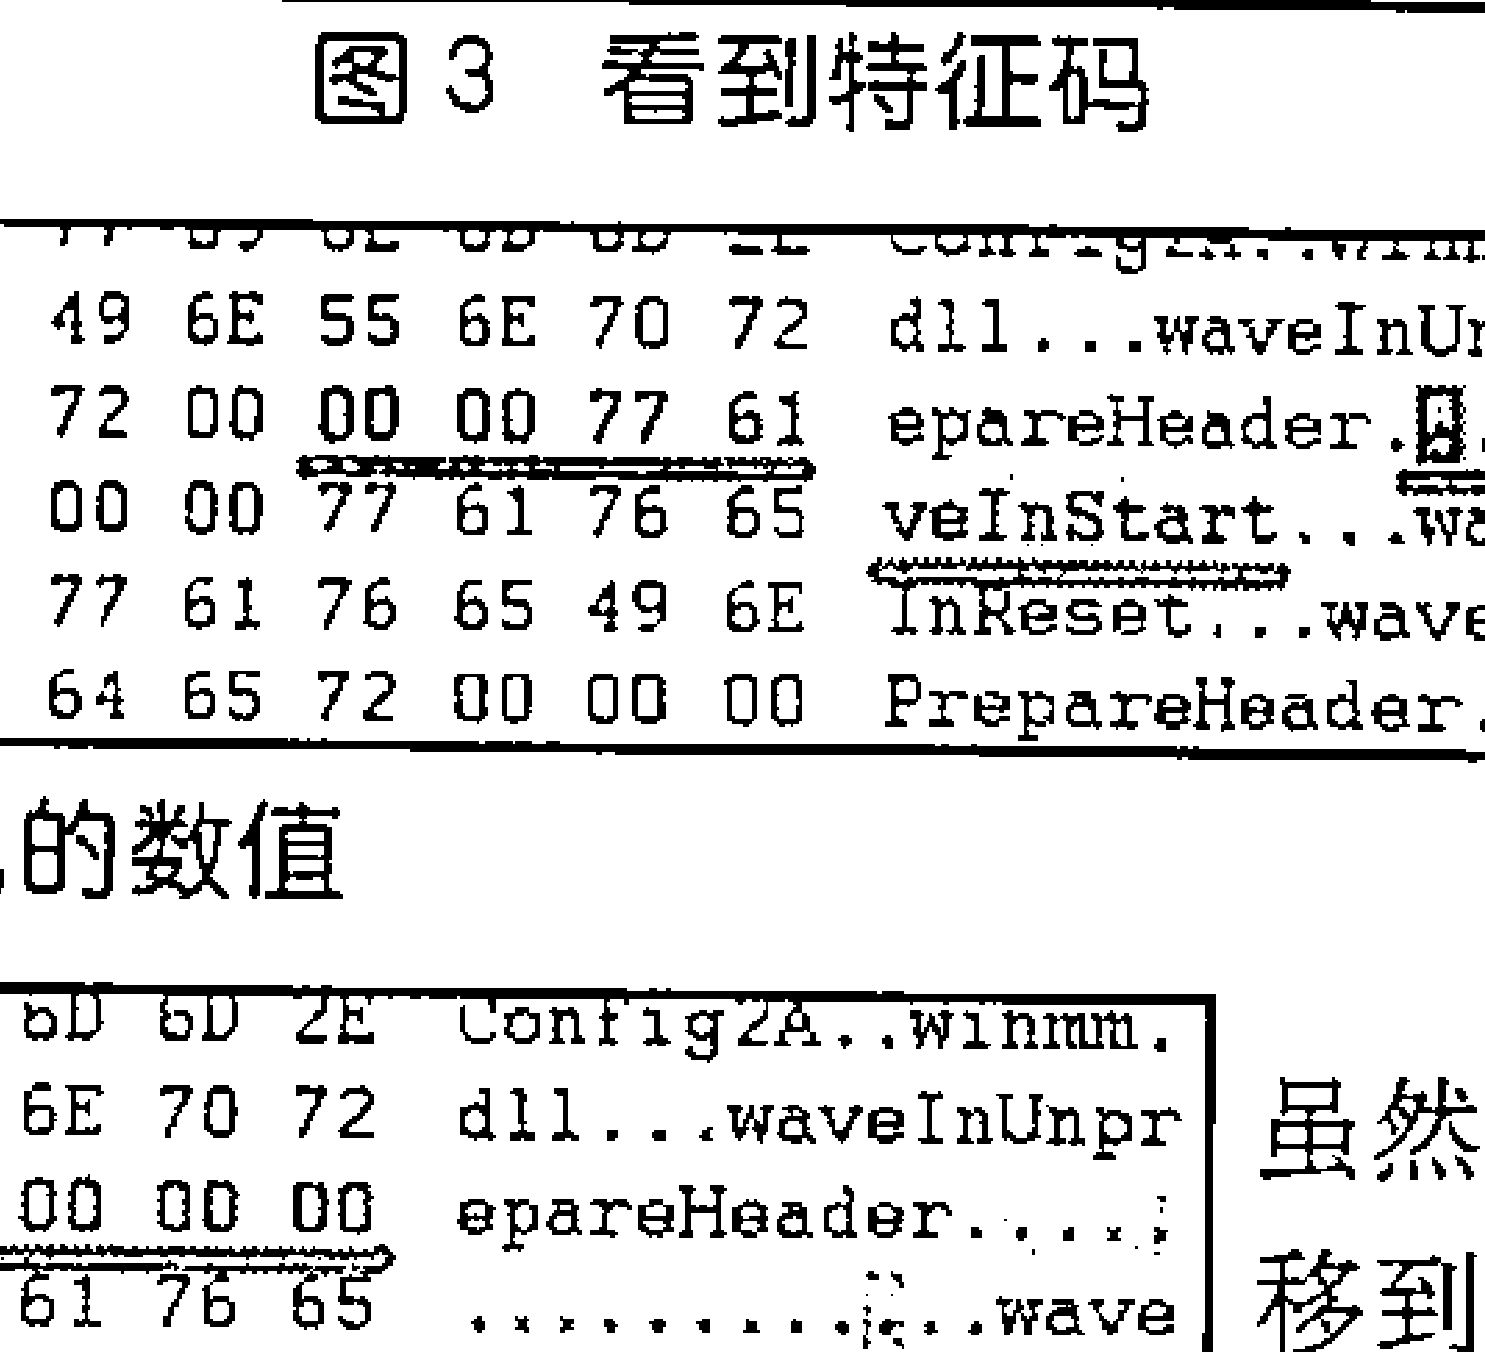 图 3 看到特征码
49 6E 55 6E 70 72 dll...waveInUn
72 00 00 00 77 61 epareHeader.
00 00 77 61 76 65 veInStart...wa
77 61 76 65 49 6E InReset...wave
64 65 72 00 00 00 PrepareHeader.
的数值
6D 6D 2E Config2A..winmm.
6E 70 72 dll...waveInUnpr
虽然
00 00 00 epareHeader.....
移到
61 76 65 ............wave